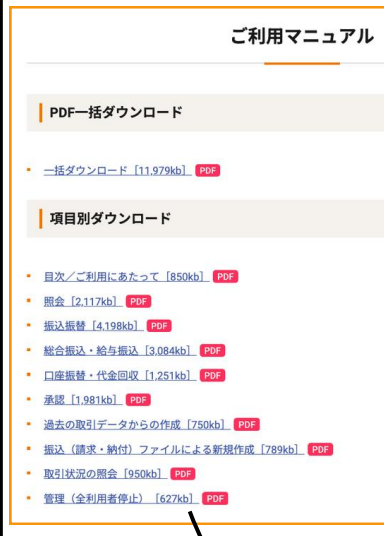 ご利用マニュアル
PDF一括ダウンロード
一括ダウンロード［11,979kb］ PDF
項目別ダウンロード
目次／ご利用にあたって［850kb］ PDF
照会［2,117kb］ PDF
振込振替［4,198kb］ PDF
総合振込・給与振込［3,084kb］ PDF
口座振替・代金回収［1,251kb］ PDF
承認［1,981kb］ PDF
過去の取引データからの作成［750kb］ PDF
振込（請求・納付）ファイルによる新規作成［789kb］ PDF
取引状況の照会［950kb］ PDF
管理（全利用者停止）［627kb］ PDF